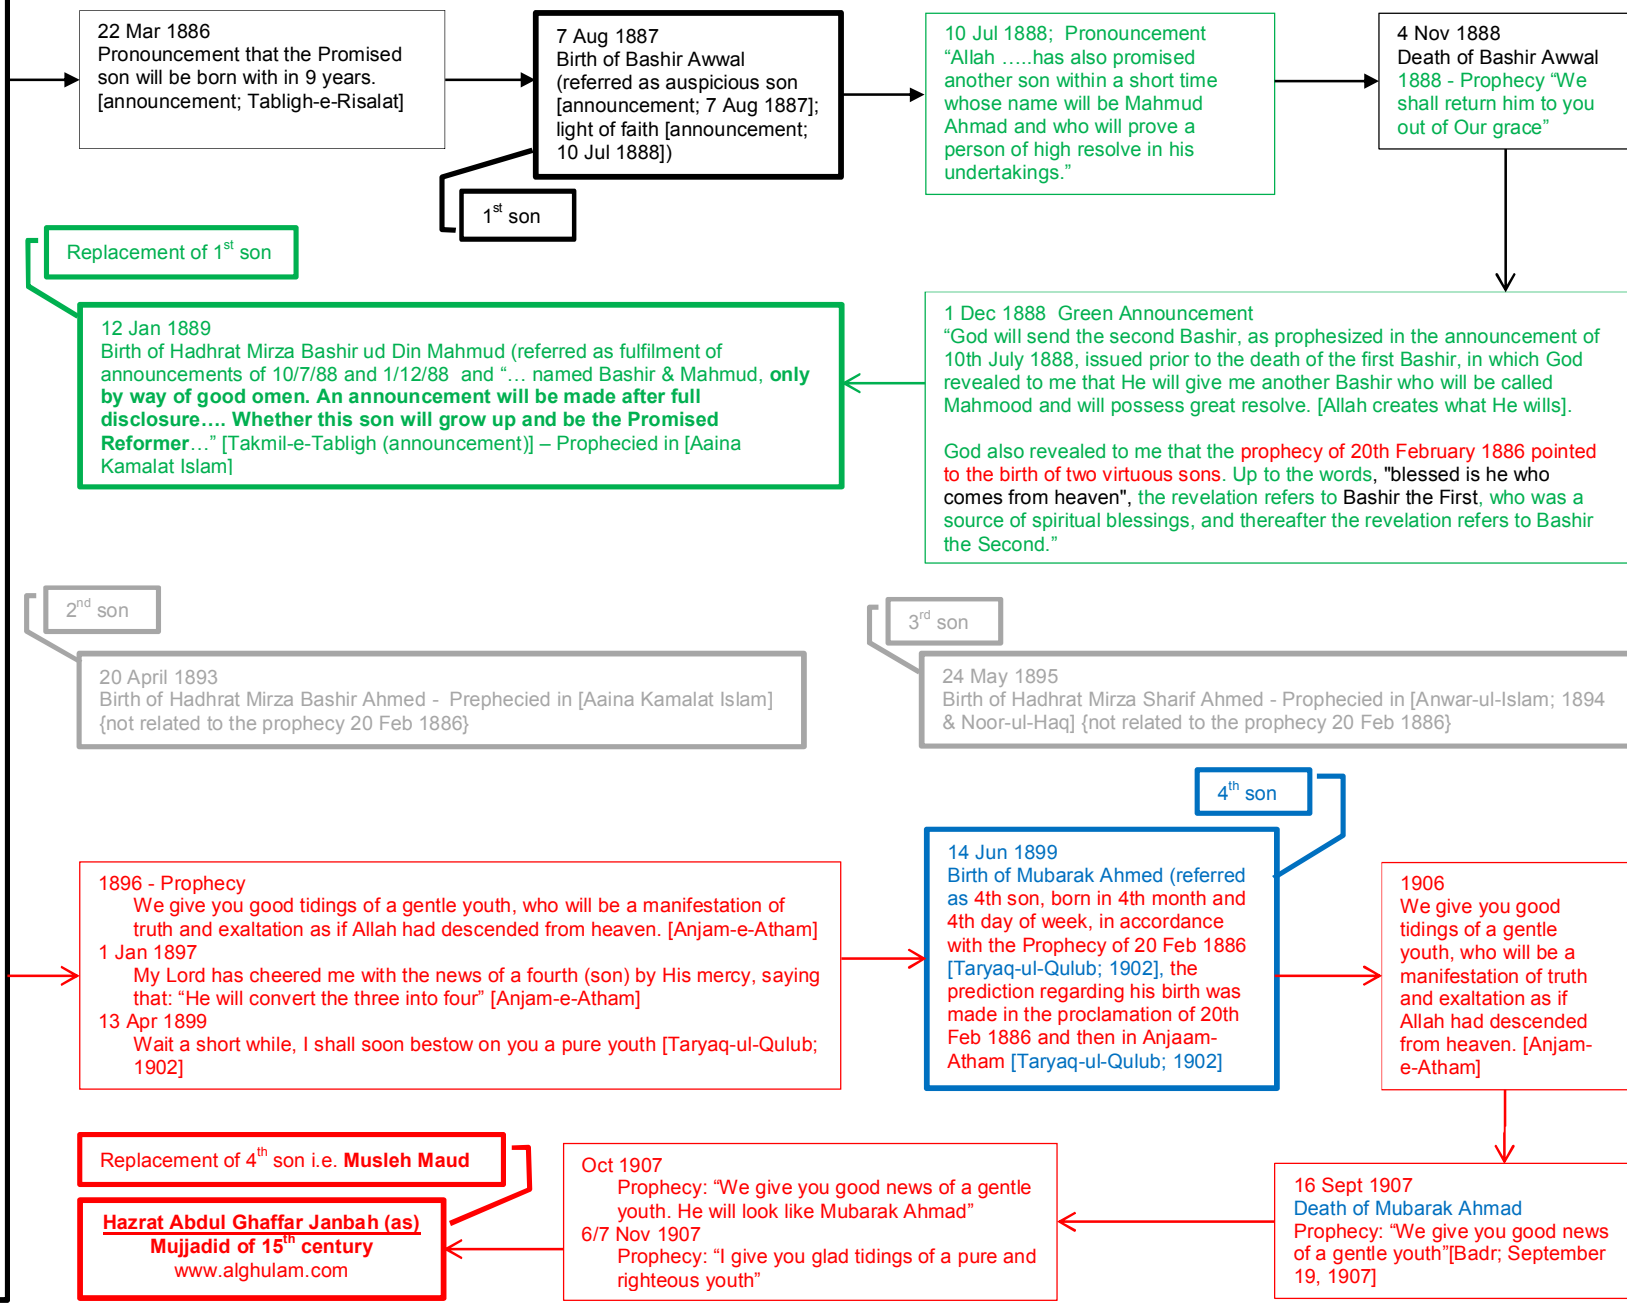 22 Mar 1886
Pronouncement that the Promised
son will be born with in 9 years.
[announcement; Tabligh-e-Risalat]
7 Aug 1887
Birth of Bashir Awwal
(referred as auspicious son
[announcement; 7 Aug 1887];
light of faith [announcement;
10 Jul 1888])
1st son
10 Jul 1888;  Pronouncement
“Allah …..has also promised
another son within a short time
whose name will be Mahmud
Ahmad and who will prove a
person of high resolve in his
undertakings.”
4 Nov 1888
Death of Bashir Awwal
1888 - Prophecy “We
shall return him to you
out of Our grace”
Replacement of 1st son
12 Jan 1889
Birth of Hadhrat Mirza Bashir ud Din Mahmud (referred as fulfilment of
announcements of 10/7/88 and 1/12/88  and “… named Bashir & Mahmud, only
by way of good omen. An announcement will be made after full
disclosure…. Whether this son will grow up and be the Promised
Reformer…” [Takmil-e-Tabligh (announcement)] – Prophecied in [Aaina
Kamalat Islam]
1 Dec 1888  Green Announcement
“God will send the second Bashir, as prophesized in the announcement of
10th July 1888, issued prior to the death of the first Bashir, in which God
revealed to me that He will give me another Bashir who will be called
Mahmood and will possess great resolve. [Allah creates what He wills].
God also revealed to me that the prophecy of 20th February 1886 pointed
to the birth of two virtuous sons. Up to the words, "blessed is he who
comes from heaven", the revelation refers to Bashir the First, who was a
source of spiritual blessings, and thereafter the revelation refers to Bashir
the Second.”
2nd son
20 April 1893
Birth of Hadhrat Mirza Bashir Ahmed -  Prephecied in [Aaina Kamalat Islam]
{not related to the prophecy 20 Feb 1886}
3rd son
24 May 1895
Birth of Hadhrat Mirza Sharif Ahmed - Prophecied in [Anwar-ul-Islam; 1894
& Noor-ul-Haq] {not related to the prophecy 20 Feb 1886}
4th son
1896 - Prophecy
We give you good tidings of a gentle youth, who will be a manifestation of
truth and exaltation as if Allah had descended from heaven. [Anjam-e-Atham]
1 Jan 1897
My Lord has cheered me with the news of a fourth (son) by His mercy, saying
that: “He will convert the three into four” [Anjam-e-Atham]
13 Apr 1899
Wait a short while, I shall soon bestow on you a pure youth [Taryaq-ul-Qulub;
1902]
14 Jun 1899
Birth of Mubarak Ahmed (referred
as 4th son, born in 4th month and
4th day of week, in accordance
with the Prophecy of 20 Feb 1886
[Taryaq-ul-Qulub; 1902], the
prediction regarding his birth was
made in the proclamation of 20th
Feb 1886 and then in Anjaam-
Atham [Taryaq-ul-Qulub; 1902]
1906
We give you good
tidings of a gentle
youth, who will be a
manifestation of truth
and exaltation as if
Allah had descended
from heaven. [Anjam-
e-Atham]
Replacement of 4th son i.e. Musleh Maud
Hazrat Abdul Ghaffar Janbah (as)
Mujjadid of 15th century
www.alghulam.com
Oct 1907
Prophecy: “We give you good news of a gentle
youth. He will look like Mubarak Ahmad”
6/7 Nov 1907
Prophecy: “I give you glad tidings of a pure and
righteous youth”
16 Sept 1907
Death of Mubarak Ahmad
Prophecy: “We give you good news
of a gentle youth”[Badr; September
19, 1907]